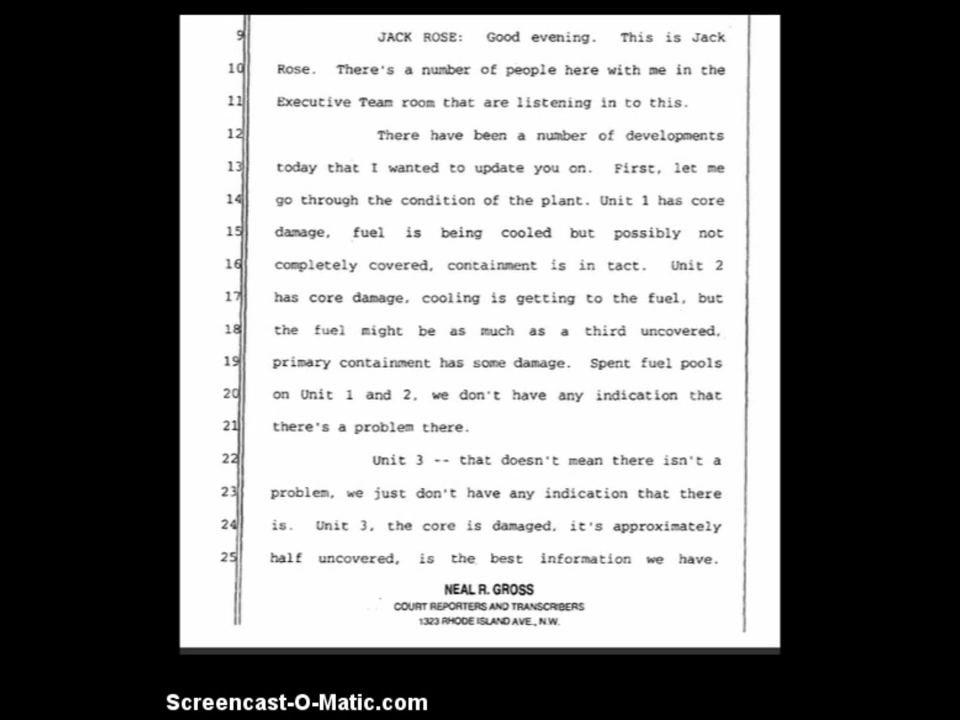 9 JACK ROSE: Good evening. This is Jack
10 Rose. There's a number of people here with me in the
11 Executive Team room that are listening in to this.
12 There have been a number of developments
13 today that I wanted to update you on. First, let me
14 go through the condition of the plant. Unit 1 has core
15 damage, fuel is being cooled but possibly not
16 completely covered, containment is in tact. Unit 2
17 has core damage, cooling is getting to the fuel, but
18 the fuel might be as much as a third uncovered,
19 primary containment has some damage. Spent fuel pools
20 on Unit 1 and 2, we don't have any indication that
21 there's a problem there.
22 Unit 3 -- that doesn't mean there isn't a
23 problem, we just don't have any indication that there
24 is. Unit 3, the core is damaged, it's approximately
25 half uncovered, is the best information we have.
NEAL R. GROSS
COURT REPORTERS AND TRANSCRIBERS
1323 RHODE ISLAND AVE., N.W.
Screencast-O-Matic.com